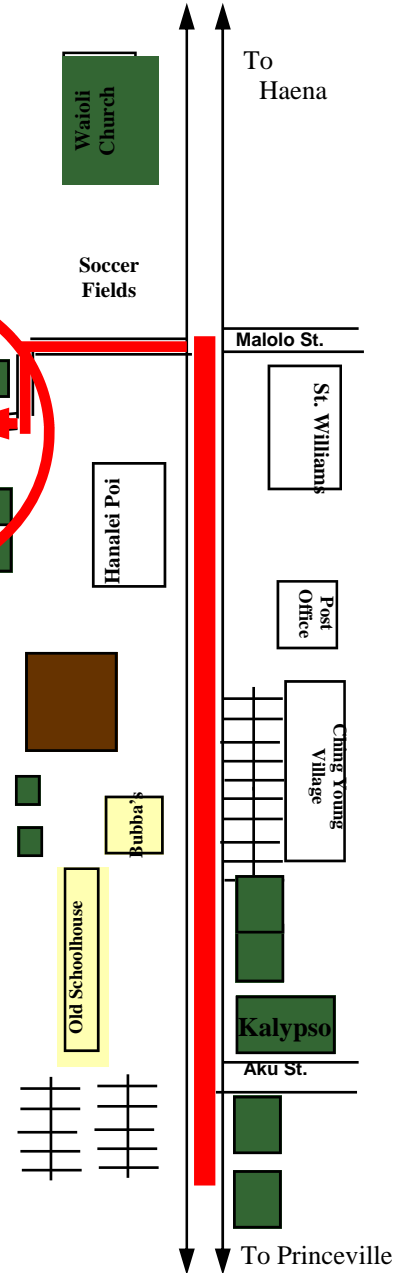 To
Haena
Waioli
Church
Soccer
Fields
Malolo St.
St. Williams
Hanalei Poi
Post
Office
Ching Young
Village
Bubba's
Old Schoolhouse
Kalypso
Aku St.
To Princeville